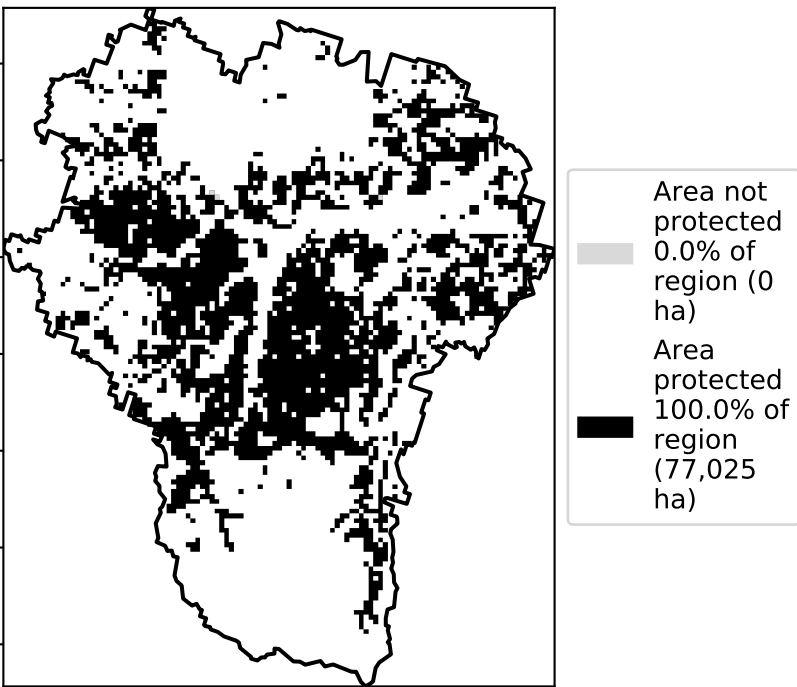 Area not
protected
0.0% of
region (0
ha)
Area
protected
100.0% of
region
(77,025
ha)